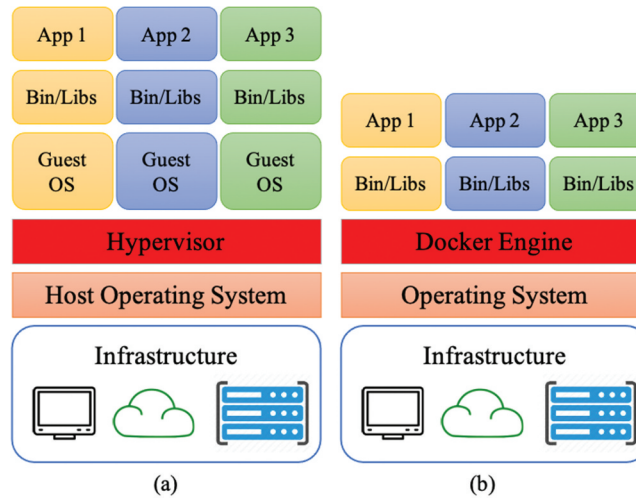 App 1
App 2
App 3
Bin/Libs
Bin/Libs
Bin/Libs
Guest
OS
Guest
OS
Guest
OS
Hypervisor
Host Operating System
Infrastructure
(a)
App 1
App 2
App 3
Bin/Libs
Bin/Libs
Bin/Libs
Docker Engine
Operating System
Infrastructure
(b)